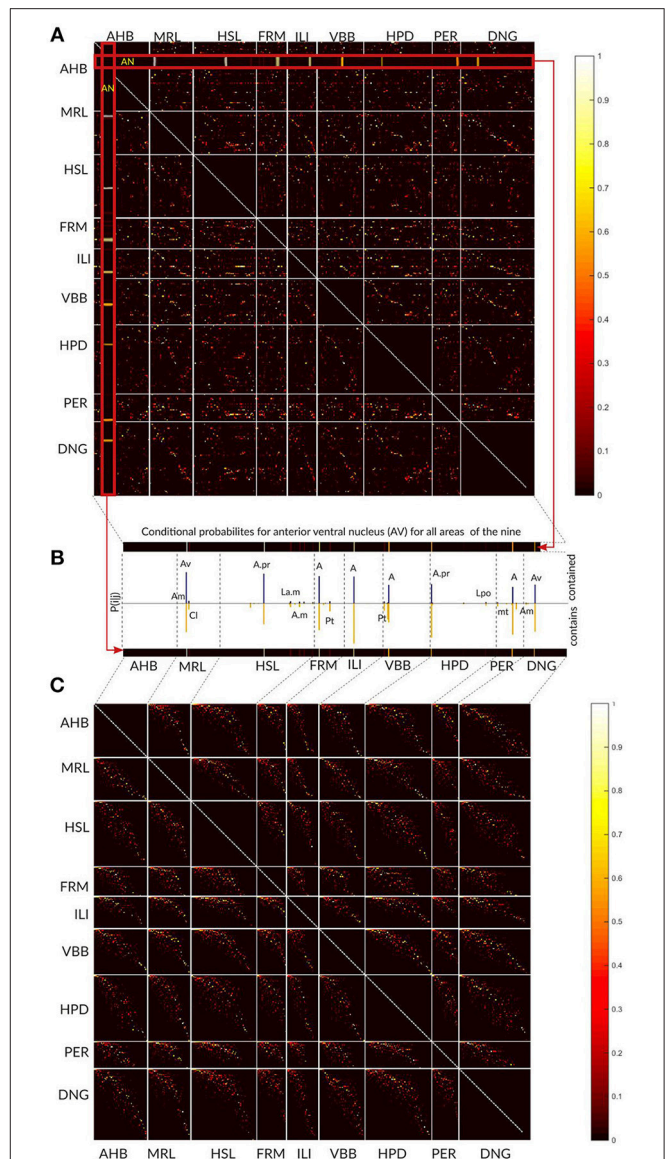 A
AHB MRL HSL FRM ILI VBB HPD PER DNG
AN
AHB
AN
MRL
HSL
FRM
ILI
VBB
HPD
PER
DNG
1
0.9
0.8
0.7
0.6
0.5
0.4
0.3
0.2
0.1
0
Conditional probabilites for anterior ventral nucleus (AV) for all areas of the nine
B
P(i|j)
Av A.pr A A A A.pr A Av
Am La.m Lpo
Cl A.m Pt Pt mt Am
contained
contains
AHB MRL HSL FRM ILI VBB HPD PER DNG
C
AHB
MRL
HSL
FRM
ILI
VBB
HPD
PER
DNG
1
0.9
0.8
0.7
0.6
0.5
0.4
0.3
0.2
0.1
0
AHB MRL HSL FRM ILI VBB HPD PER DNG